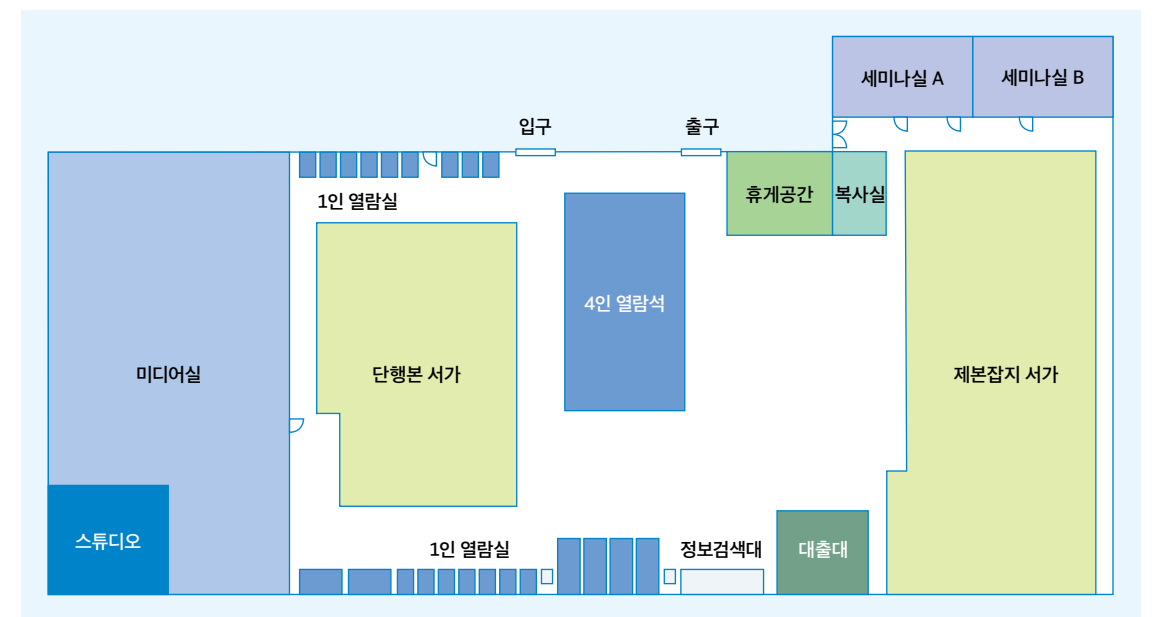 세미나실 A
세미나실 B
입구
출구
1인 열람실
휴게공간
복사실
4인 열람석
미디어실
단행본 서가
제본잡지 서가
스튜디오
1인 열람실
정보검색대
대출대